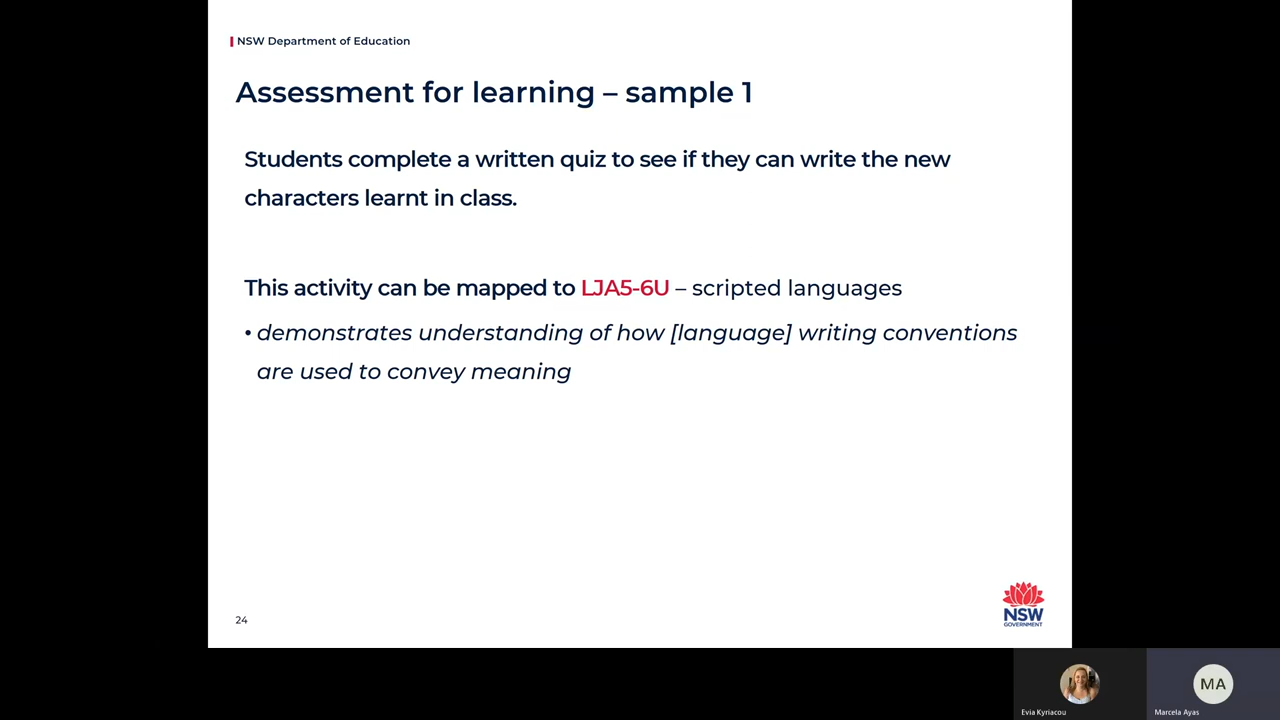 NSW Department of Education
Assessment for learning – sample 1
Students complete a written quiz to see if they can write the new
characters learnt in class.
This activity can be mapped to LJA5-6U – scripted languages
• demonstrates understanding of how [language] writing conventions
are used to convey meaning
24
NSW
GOVERNMENT
MA
Evia Kyriacou
Marcela Ayas